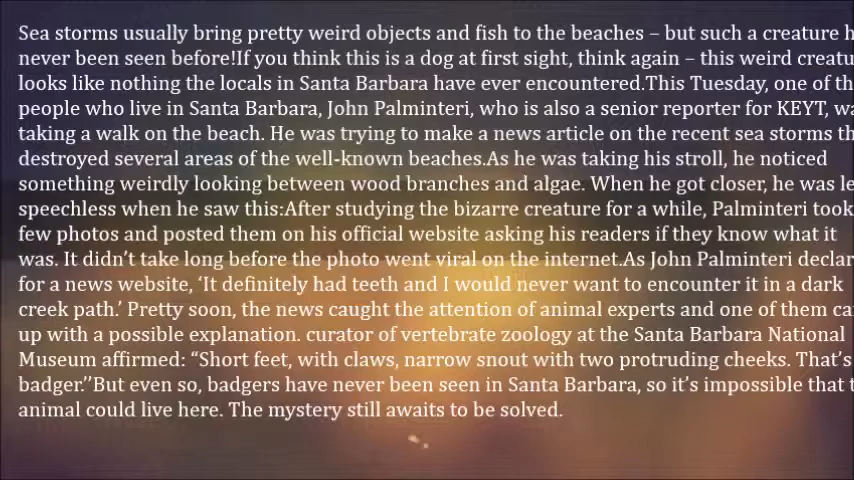 Sea storms usually bring pretty weird objects and fish to the beaches – but such a creature
never been seen before!If you think this is a dog at first sight, think again – this weird
looks like nothing the locals in Santa Barbara have ever encountered.This Tuesday, one of
people who live in Santa Barbara, John Palminteri, who is also a senior reporter for KEYT,
taking a walk on the beach. He was trying to make a news article on the recent sea storms
destroyed several areas of the well-known beaches.As he was taking his stroll, he noticed
something weirdly looking between wood branches and algae. When he got closer, he was
speechless when he saw this:After studying the bizarre creature for a while, Palminteri took
few photos and posted them on his official website asking his readers if they know what it
was. It didn’t take long before the photo went viral on the internet.As John Palminteri
for a news website, ‘It definitely had teeth and I would never want to encounter it in a dark
creek path.’ Pretty soon, the news caught the attention of animal experts and one of them
up with a possible explanation. curator of vertebrate zoology at the Santa Barbara National
Museum affirmed: “Short feet, with claws, narrow snout with two protruding cheeks. That’s
badger.”But even so, badgers have never been seen in Santa Barbara, so it’s impossible that
animal could live here. The mystery still awaits to be solved.